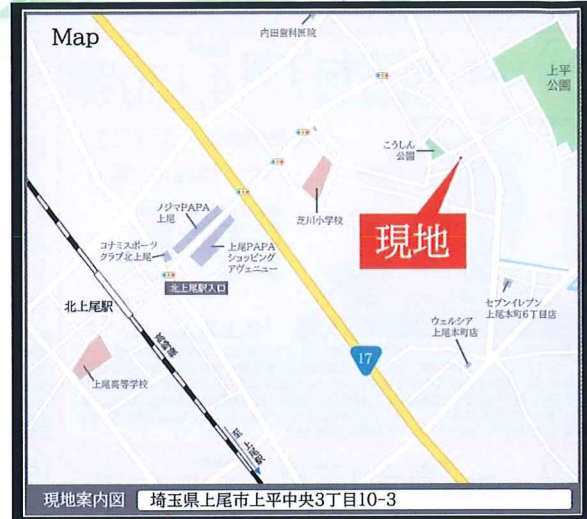 Map
内田歯科医院
上平
公園
こうしん
公園
ノジマPAPA
上尾
芝川小学校
現地
コナミスポーツ
クラブ北上尾
上尾PAPA
ショッピング
アヴェニュー
北上尾駅入口
北上尾駅
セブンイレブン
上尾本町6丁目店
ウェルシア
上尾本町店
17
上尾高等学校
高崎線
現地案内図
埼玉県上尾市上平中央3丁目10-3